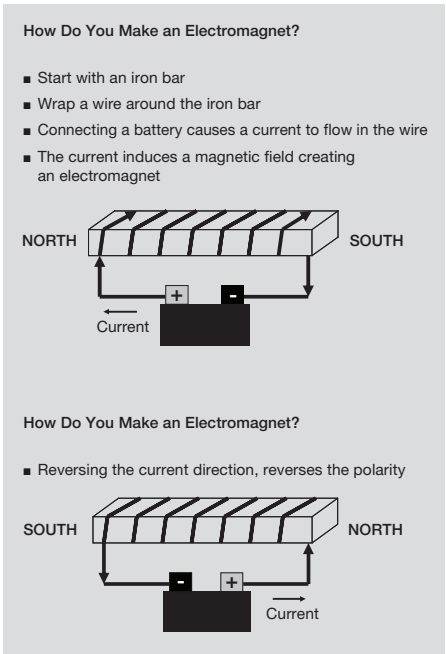 How Do You Make an Electromagnet?
■ Start with an iron bar
■ Wrap a wire around the iron bar
■ Connecting a battery causes a current to flow in the wire
■ The current induces a magnetic field creating
an electromagnet
NORTH
SOUTH
+
-
Current
How Do You Make an Electromagnet?
■ Reversing the current direction, reverses the polarity
SOUTH
NORTH
-
+
Current